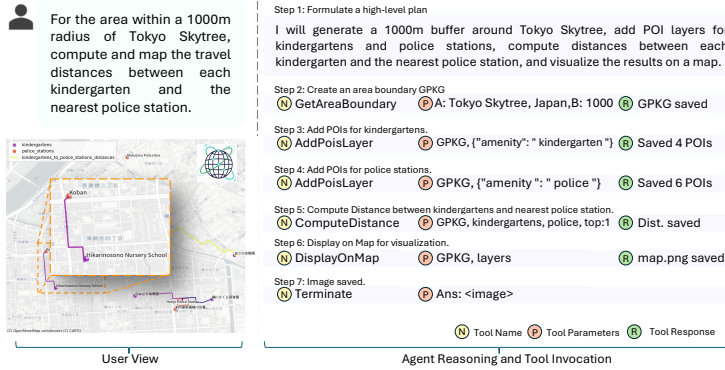 For the area within a 1000m
radius of Tokyo Skytree,
compute and map the travel
distances between each
kindergarten and the
nearest police station.
kindergartens
police_stations
kindergartens_to_police_stations_distances
Koban
Hikarinosono Nursery School
Hikarinosono Nursery School
(C) OpenStreetMap contributors (C) CARTO
User View
Step 1: Formulate a high-level plan
I will generate a 1000m buffer around Tokyo Skytree, add POI layers for
kindergartens and police stations, compute distances between each
kindergarten and the nearest police station, and visualize the results on a map.
Step 2: Create an area boundary GPKG
N GetAreaBoundary P A: Tokyo Skytree, Japan,B: 1000 R GPKG saved
Step 3: Add POIs for kindergartens.
N AddPoisLayer P GPKG, {"amenity": " kindergarten "} R Saved 4 POIs
Step 4: Add POIs for police stations.
N AddPoisLayer P GPKG, {"amenity ": " police "} R Saved 6 POIs
Step 5: Compute Distance between kindergartens and nearest police station.
N ComputeDistance P GPKG, kindergartens, police, top:1 R Dist. saved
Step 6: Display on Map for visualization.
N DisplayOnMap P GPKG, layers R map.png saved
Step 7: Image saved.
N Terminate P Ans: <image>
N Tool Name P Tool Parameters R Tool Response
Agent Reasoning and Tool Invocation